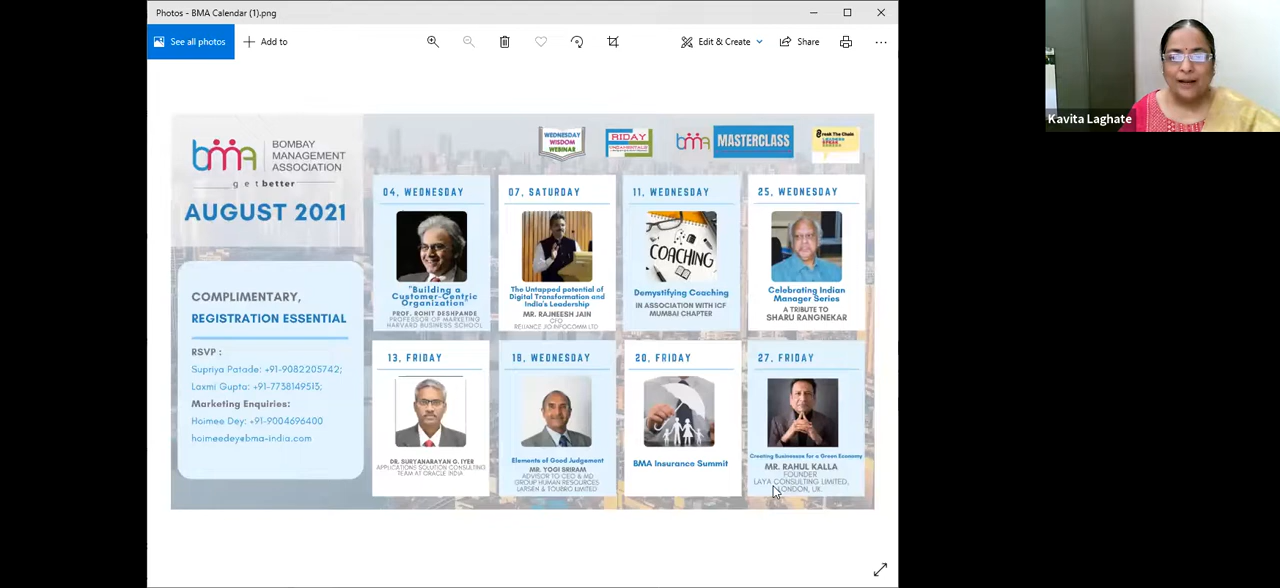 Photos - BMA Calendar (1).png
See all photos
Add to
Edit & Create
Share
Kavita Laghate
bma
BOMBAY
MANAGEMENT
ASSOCIATION
get better
AUGUST 2021
COMPLIMENTARY,
REGISTRATION ESSENTIAL
RSVP :
Supriya Patade: +91-9082205742;
Laxmi Gupta: +91-7738149513;
Marketing Enquiries:
Hoimee Dey: +91-9004696400
hoimeedey@bma-india.com
WEDNESDAY
WISDOM
WEBINAR
FRIDAY
FUNDAMENTALS
bma MASTERCLASS
Break The Chain
LEADERS
SPEAK
04, WEDNESDAY
"Building a
Customer-Centric
Organization"
PROF. ROHIT DESHPANDE
PROFESSOR OF MARKETING
HARVARD BUSINESS SCHOOL
07, SATURDAY
The Untapped potential of
Digital Transformation and
India's Leadership
MR. RAJNEESH JAIN
CFO
RELIANCE JIO INFOCOMM LTD
11, WEDNESDAY
COACHING
Demystifying Coaching
IN ASSOCIATION WITH ICF
MUMBAI CHAPTER
25, WEDNESDAY
Celebrating Indian
Manager Series
A TRIBUTE TO
SHARU RANGNEKAR
13, FRIDAY
DR. SURYANARAYAN G. IYER
APPLICATIONS SOLUTION CONSULTING
TEAM AT ORACLE INDIA
18, WEDNESDAY
Elements of Good Judgement
MR. YOGI SRIRAM
ADVISOR TO CEO & MD
GROUP HUMAN RESOURCES
LARSEN & TOUBRO LIMITED
20, FRIDAY
BMA Insurance Summit
27, FRIDAY
Creating Businesses for a Green Economy
MR. RAHUL KALLA
FOUNDER
LAYA CONSULTING LIMITED,
LONDON, UK.